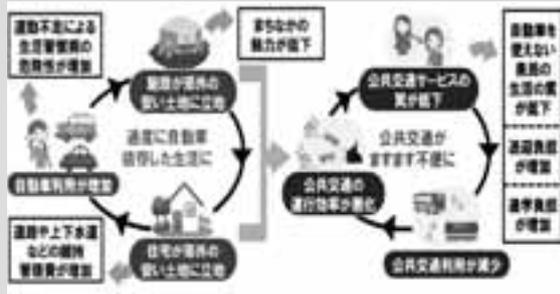 運動不足による
生活習慣病の
危険性が増加
まちなかの
魅力が低下
施設が郊外の
安い土地に立地
過度に自動車
依存した生活に
自動車利用が増加
住宅が郊外の
安い土地に立地
道路や上下水道
などの維持
管理費が増加
公共交通サービスの
質が低下
公共交通が
ますます不便に
公共交通の
運行効率が悪化
公共交通利用が減少
自動車を
使えない
県民の
生活の質
が低下
送迎負担
が増加
通学負担
が増加